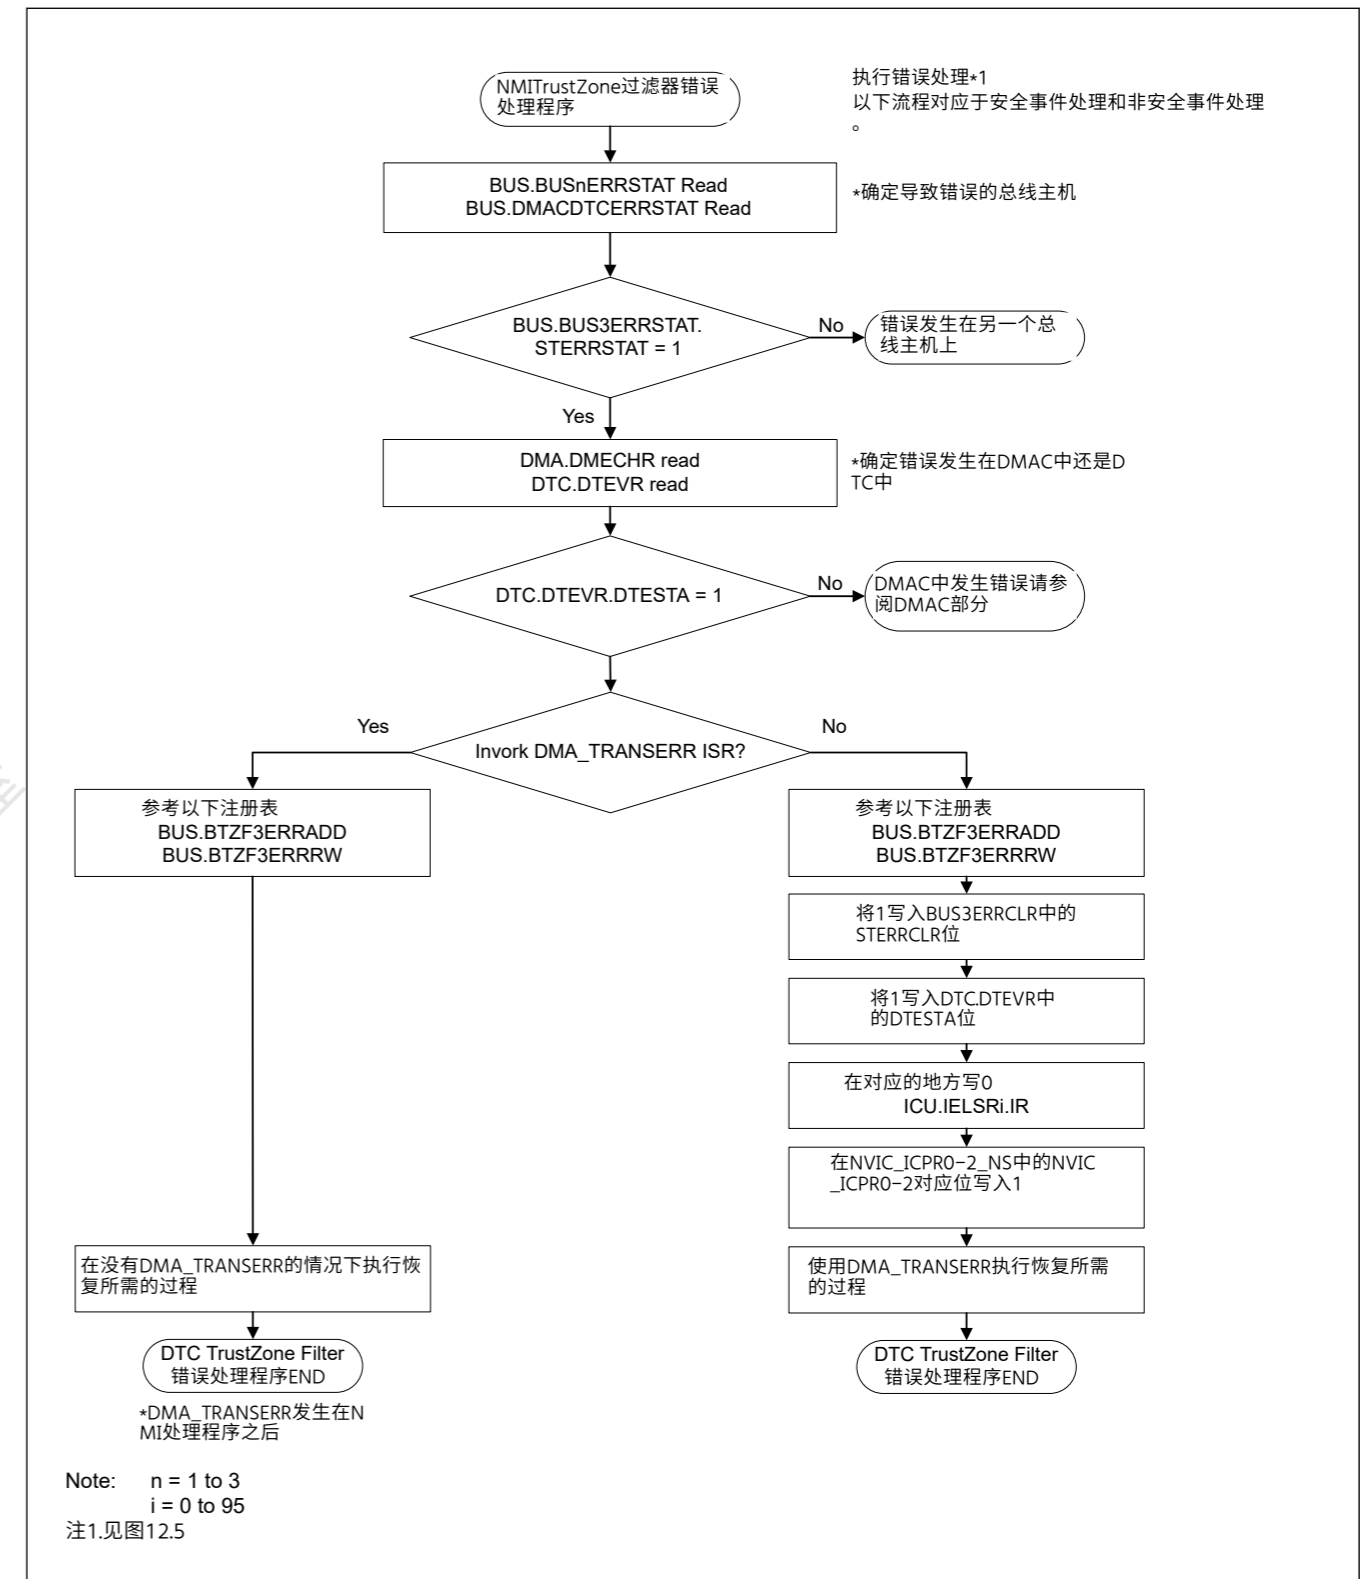 NMITrustZone过滤器错误
处理程序
执行错误处理*1
以下流程对应于安全事件处理和非安全事件处理
。
BUS.BUSnERRSTAT Read
BUS.DMACDTCERRSTAT Read
*确定导致错误的总线主机
BUS.BUS3ERRSTAT.
STERRSTAT = 1
No
错误发生在另一个总
线主机上
Yes
DMA.DMECHR read
DTC.DTEVR read
*确定错误发生在DMAC中还是D
TC中
DTC.DTEVR.DTESTA = 1
No
DMAC中发生错误请参
阅DMAC部分
Yes
Invork DMA_TRANSERR ISR?
No
参考以下注册表
BUS.BTZF3ERRADD
BUS.BTZF3ERRRW
参考以下注册表
BUS.BTZF3ERRADD
BUS.BTZF3ERRRW
将1写入BUS3ERRCLR中的
STERRCLR位
将1写入DTC.DTEVR中
的DTESTA位
在对应的地方写0
ICU.IELSRi.IR
在NVIC_ICPR0-2_NS中的NVIC
_ICPR0-2对应位写入1
在没有DMA_TRANSERR的情况下执行恢
复所需的过程
使用DMA_TRANSERR执行恢复所需
的过程
DTC TrustZone Filter
错误处理程序END
DTC TrustZone Filter
错误处理程序END
*DMA_TRANSERR发生在N
MI处理程序之后
Note: n = 1 to 3
i = 0 to 95
注1.见图12.5